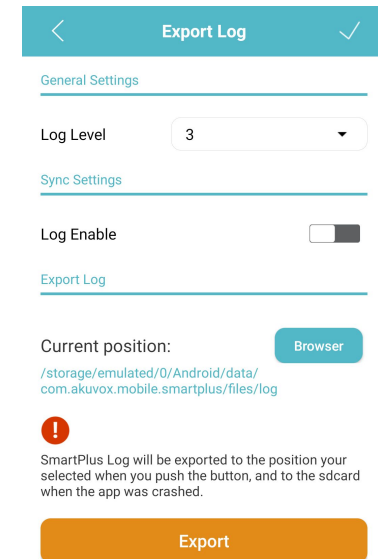 Export Log
General Settings
Log Level
3
Sync Settings
Log Enable
Export Log
Current position:
Browser
/storage/emulated/0/Android/data/
com.akuvox.mobile.smartplus/files/log
SmartPlus Log will be exported to the position your
selected when you push the button, and to the sdcard
when the app was crashed.
Export